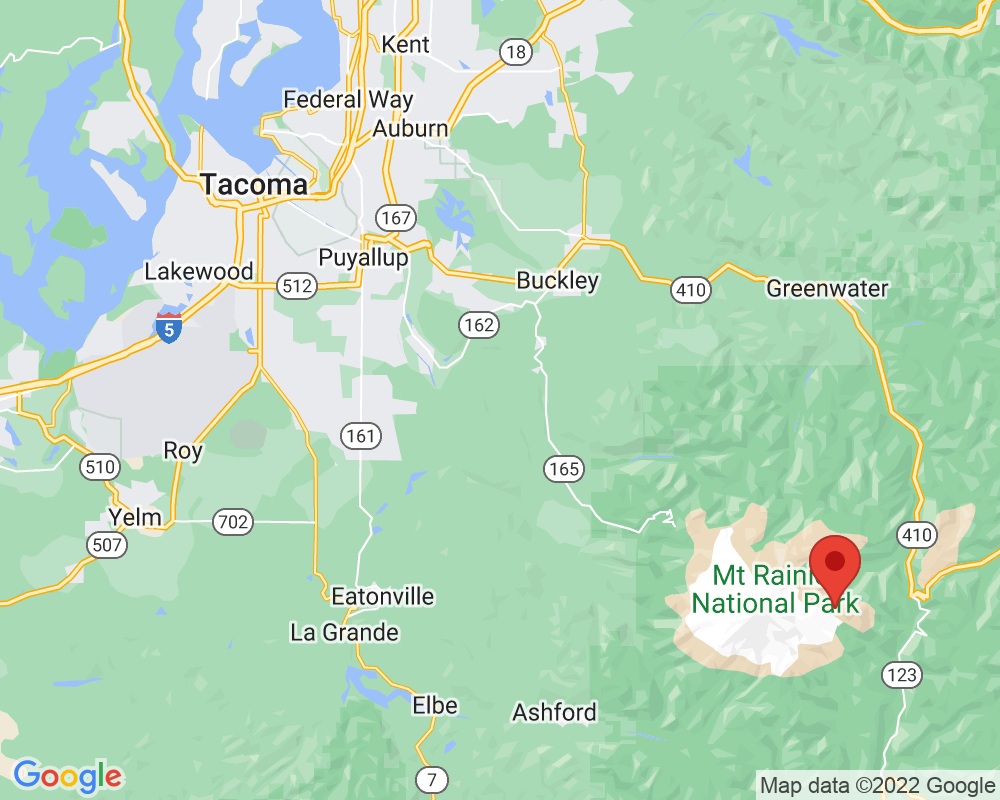 Kent
18
Federal Way
Auburn
Tacoma
167
Puyallup
Lakewood
512
Buckley
410
Greenwater
5
162
161
Roy
510
165
Yelm
702
507
410
Mt Rainier
National Park
Eatonville
La Grande
123
Elbe
Ashford
7
Google
Map data ©2022 Google